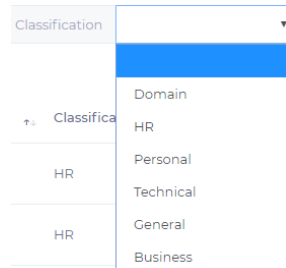 Classification
Domain
Classifica
HR
Personal
HR
Technical
General
HR
Business